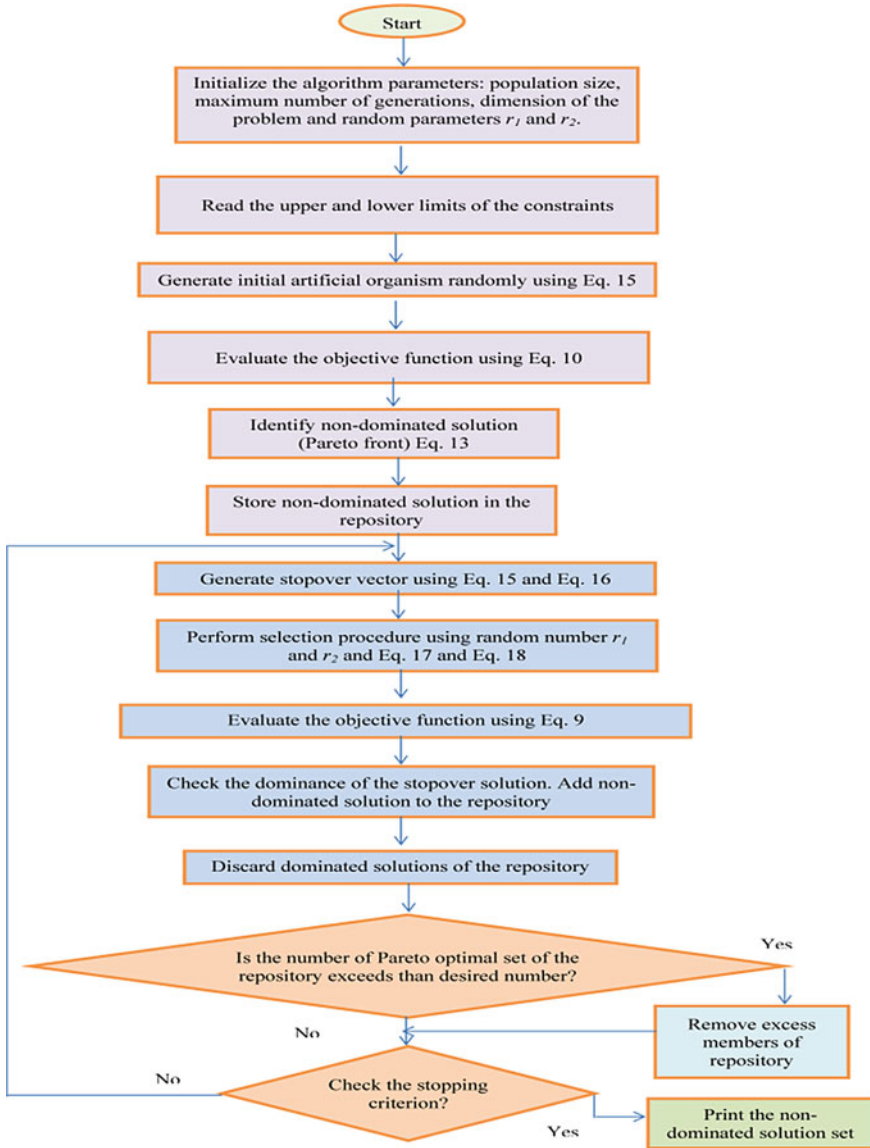 Start
Initialize the algorithm parameters: population size,
maximum number of generations, dimension of the
problem and random parameters r1 and r2.
Read the upper and lower limits of the constraints
Generate initial artificial organism randomly using Eq. 15
Evaluate the objective function using Eq. 10
Identify non-dominated solution
(Pareto front) Eq. 13
Store non-dominated solution in the
repository
Generate stopover vector using Eq. 15 and Eq. 16
Perform selection procedure using random number r1
and r2 and Eq. 17 and Eq. 18
Evaluate the objective function using Eq. 9
Check the dominance of the stopover solution. Add non-
dominated solution to the repository
Discard dominated solutions of the repository
Is the number of Pareto optimal set of the
repository exceeds than desired number?
Yes
No
Remove excess
members of
repository
Check the stopping
criterion?
No
Yes
Print the non-
dominated solution set